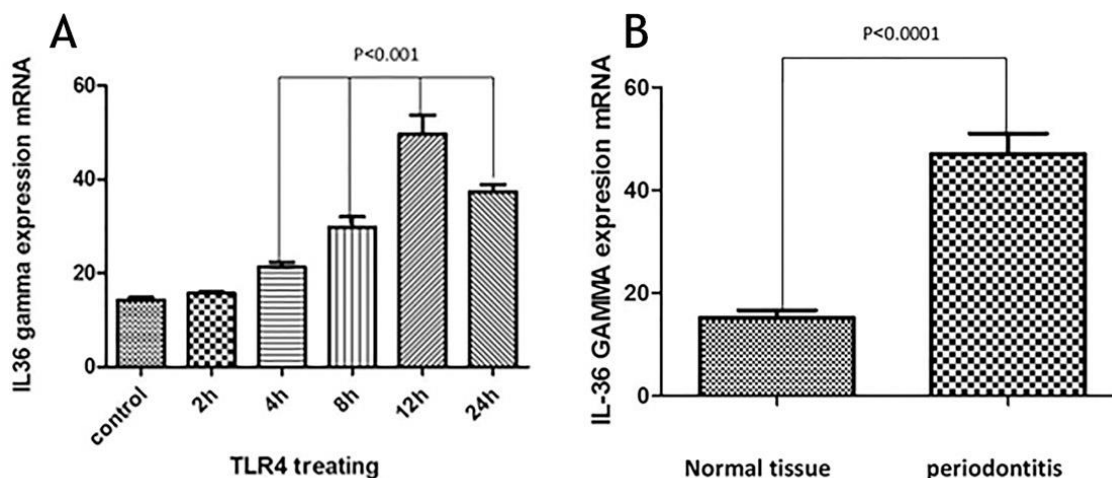 A
P<0.001
IL36 gamma expression mRNA
60
40
20
0
control
2h
4h
8h
12h
24h
TLR4 treating
B
P<0.0001
IL-36 GAMMA expresion mRNA
60
40
20
0
Normal tissue
periodontitis